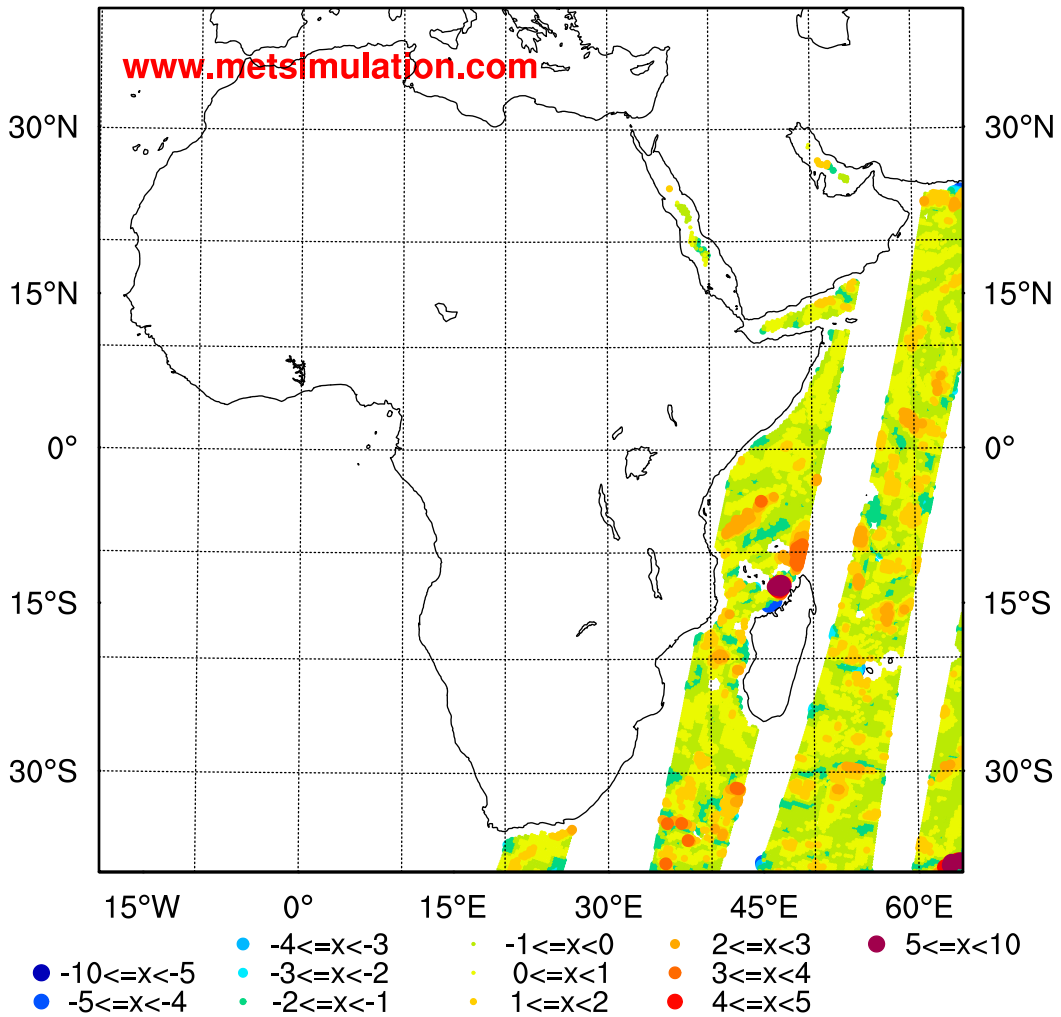 www.metsimulation.com
30°N 30°N
15°N 15°N
0° 0°
15°S 15°S
30°S 30°S
15°W 0° 15°E 30°E 45°E 60°E
-4<=x<-3 -1<=x<0 2<=x<3 5<=x<10
-10<=x<-5 -3<=x<-2 0<=x<1 3<=x<4
-5<=x<-4 -2<=x<-1 1<=x<2 4<=x<5